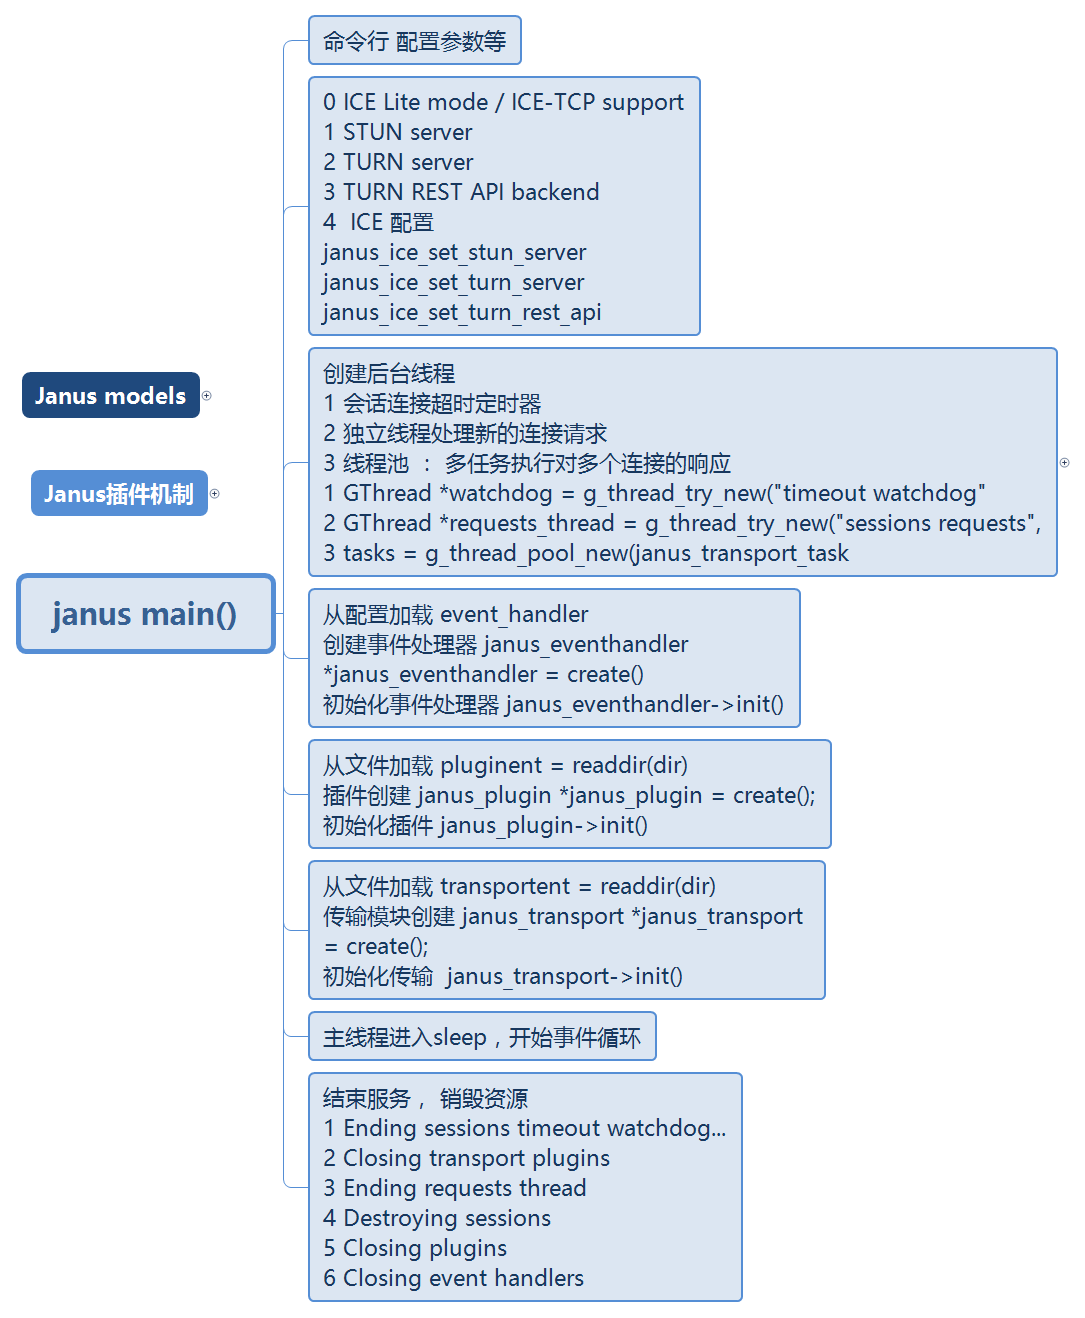 Janus models
Janus插件机制
janus main()
命令行 配置参数等
0 ICE Lite mode / ICE-TCP support
1 STUN server
2 TURN server
3 TURN REST API backend
4  ICE 配置
janus_ice_set_stun_server
janus_ice_set_turn_server
janus_ice_set_turn_rest_api
创建后台线程
1 会话连接超时定时器
2 独立线程处理新的连接请求
3 线程池 ： 多任务执行对多个连接的响应
1 GThread *watchdog = g_thread_try_new("timeout watchdog"
2 GThread *requests_thread = g_thread_try_new("sessions requests",
3 tasks = g_thread_pool_new(janus_transport_task
从配置加载 event_handler
创建事件处理器 janus_eventhandler
*janus_eventhandler = create()
初始化事件处理器 janus_eventhandler->init()
从文件加载 pluginent = readdir(dir)
插件创建 janus_plugin *janus_plugin = create();
初始化插件 janus_plugin->init()
从文件加载 transportent = readdir(dir)
传输模块创建 janus_transport *janus_transport
= create();
初始化传输  janus_transport->init()
主线程进入sleep，开始事件循环
结束服务， 销毁资源
1 Ending sessions timeout watchdog...
2 Closing transport plugins
3 Ending requests thread
4 Destroying sessions
5 Closing plugins
6 Closing event handlers